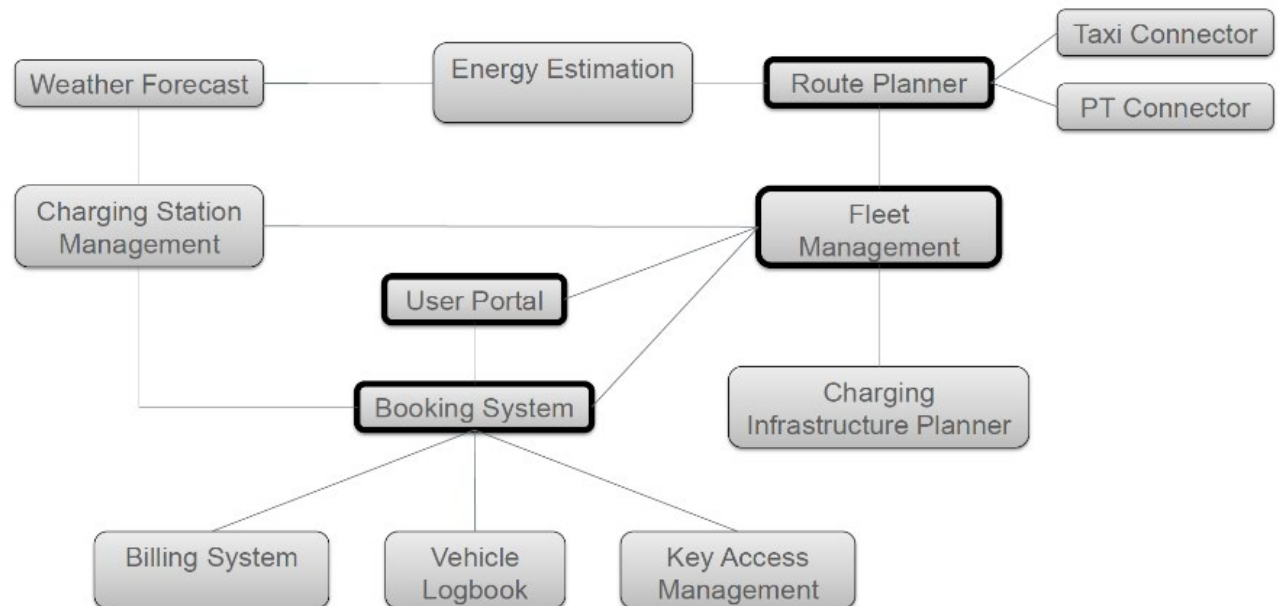 Taxi Connector
Weather Forecast
Energy Estimation
Route Planner
PT Connector
Charging Station
Management
Fleet
Management
User Portal
Booking System
Charging
Infrastructure Planner
Billing System
Vehicle
Logbook
Key Access
Management